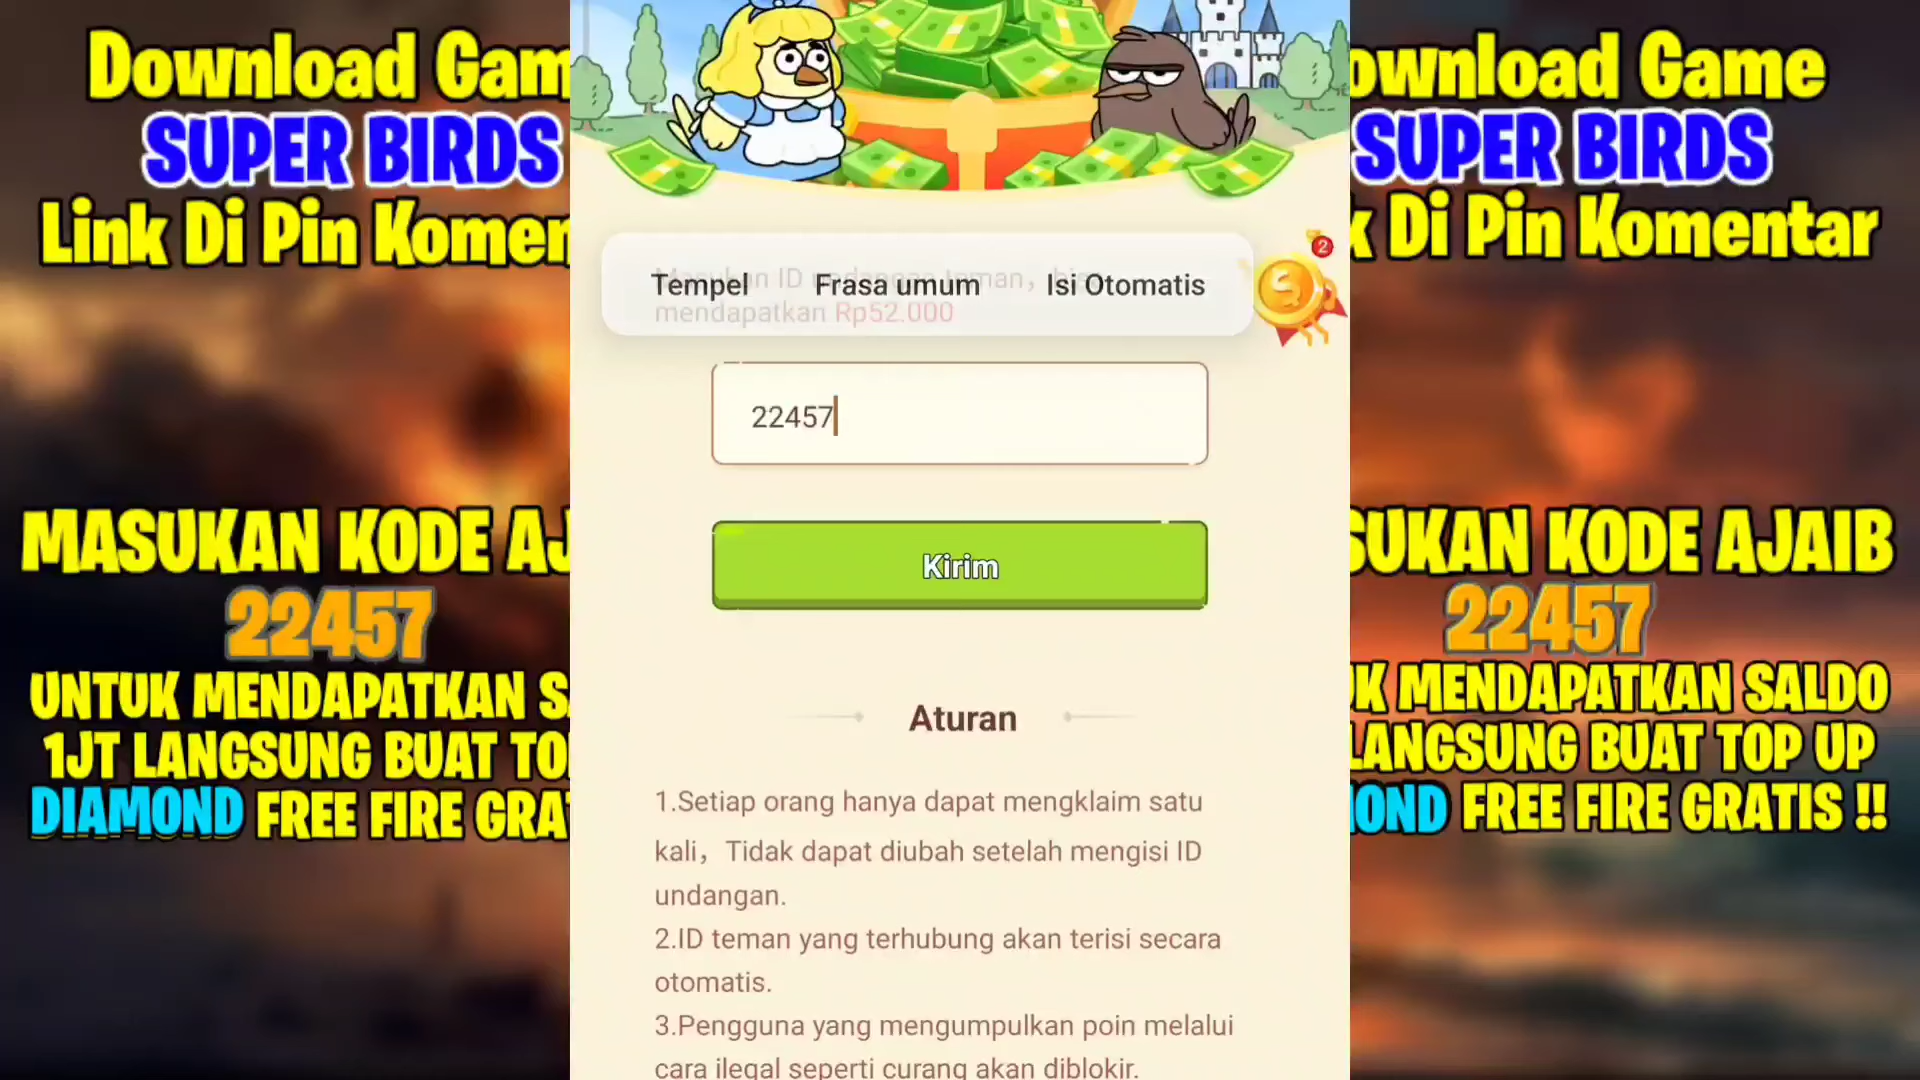 Download Gam
SUPER BIRDS
Link Di Pin Komen
MASUKAN KODE AJ
22457
UNTUK MENDAPATKAN S
1JT LANGSUNG BUAT TO
DIAMOND FREE FIRE GRA
2
Tempel Frasa umum Isi Otomatis
mendapatkan Rp52.000
22457
Kirim
Aturan
1.Setiap orang hanya dapat mengklaim satu
kali，Tidak dapat diubah setelah mengisi ID
undangan.
2.ID teman yang terhubung akan terisi secara
otomatis.
3.Pengguna yang mengumpulkan poin melalui
cara ilegal seperti curang akan diblokir.
ownload Game
SUPER BIRDS
k Di Pin Komentar
SUKAN KODE AJAIB
22457
UK MENDAPATKAN SALDO
LANGSUNG BUAT TOP UP
MOND FREE FIRE GRATIS !!